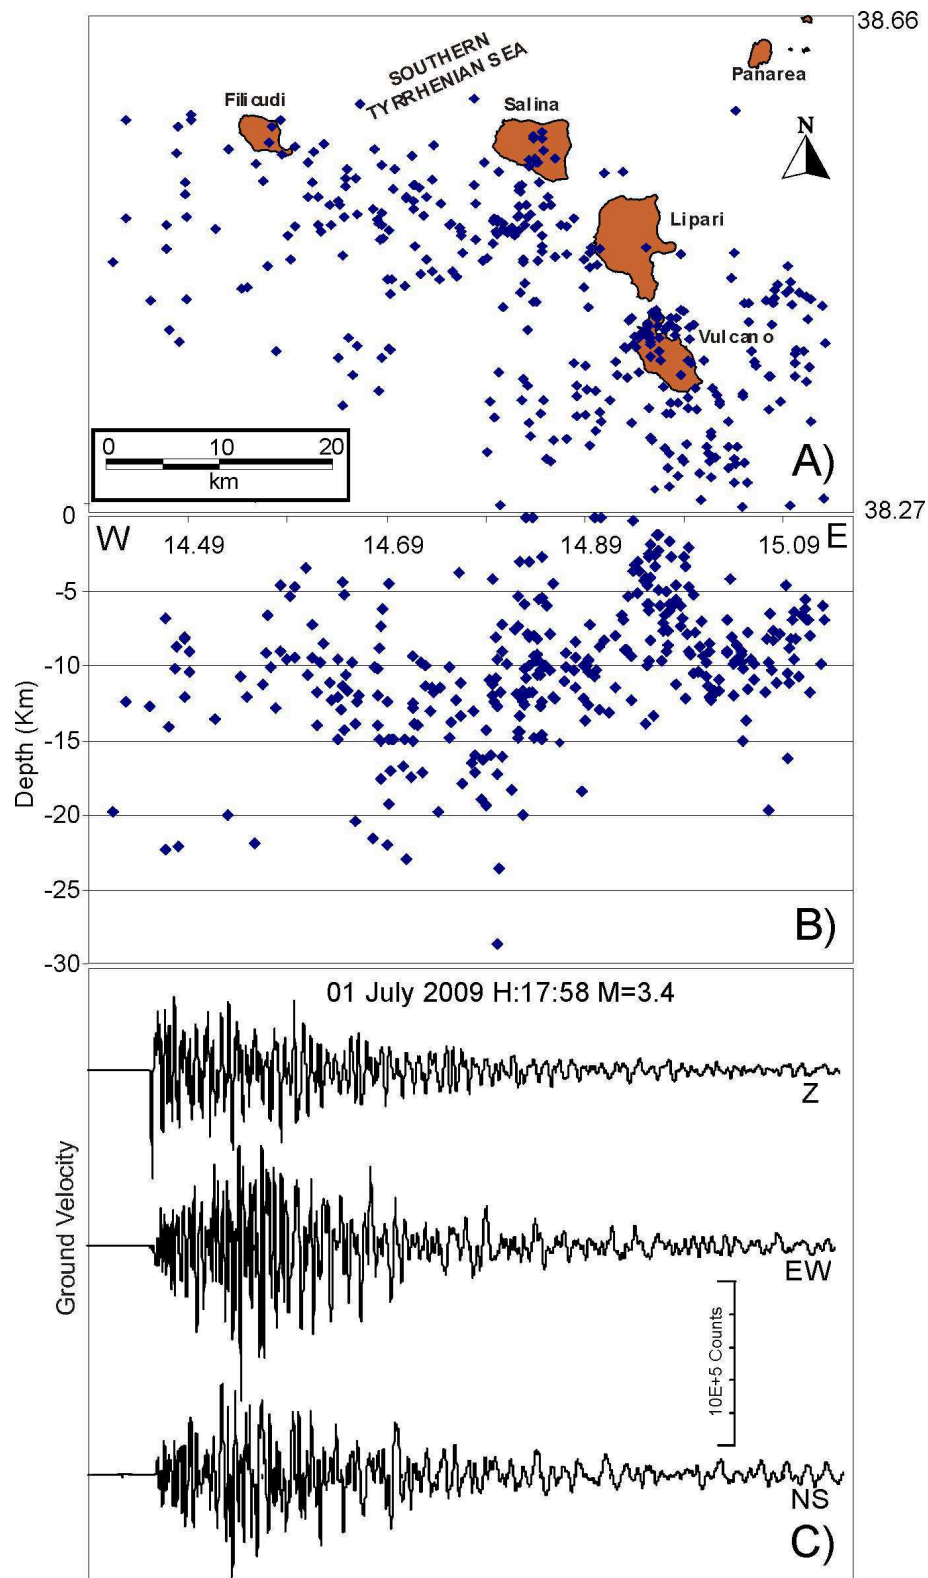 38.66
SOUTHERN
TYRRHENIAN SEA
Panarea
Filicudi
Salina
N
Lipari
Vulcano
0 10 20
km
A)
38.27
0
W 14.49 14.69 14.89 15.09 E
-5
-10
-15
-20
-25
-30
Depth (Km)
B)
01 July 2009 H:17:58 M=3.4
Z
Ground Velocity
EW
10E+5 Counts
NS
C)